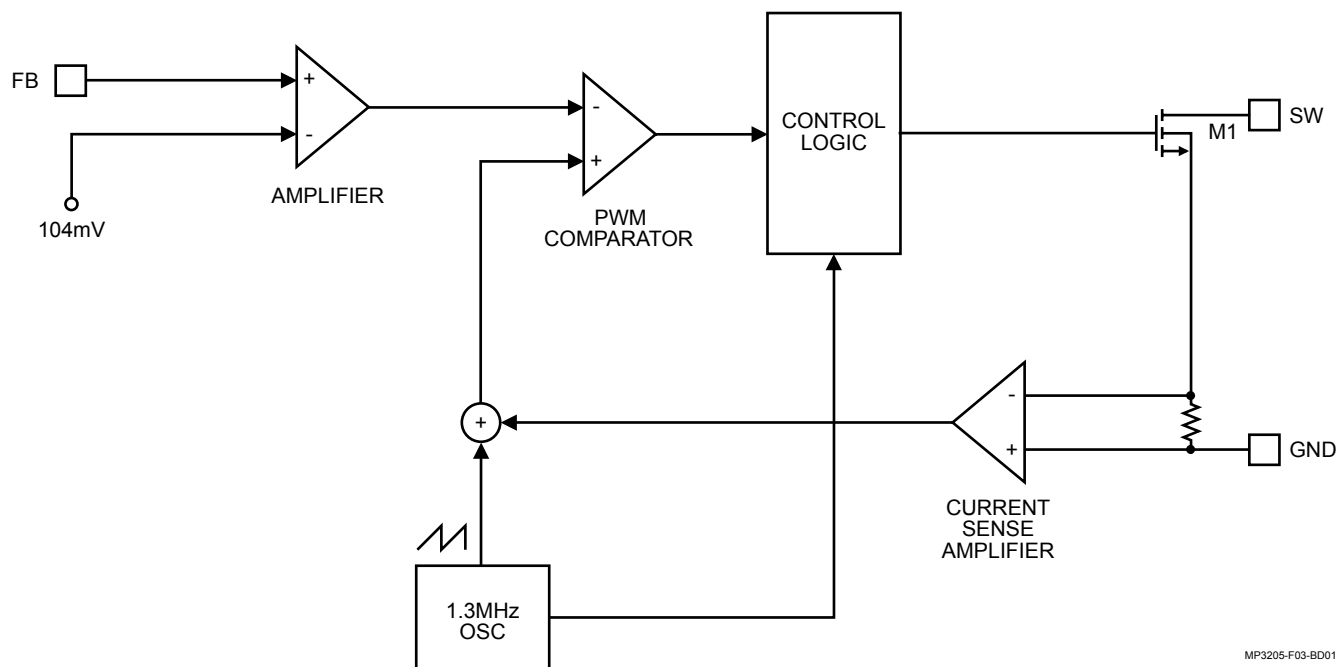 FB
+
-
104mV
AMPLIFIER
-
+
PWM
COMPARATOR
CONTROL
LOGIC
M1
SW
+
-
+
GND
CURRENT
SENSE
AMPLIFIER
1.3MHz
OSC
MP3205-F03-BD01